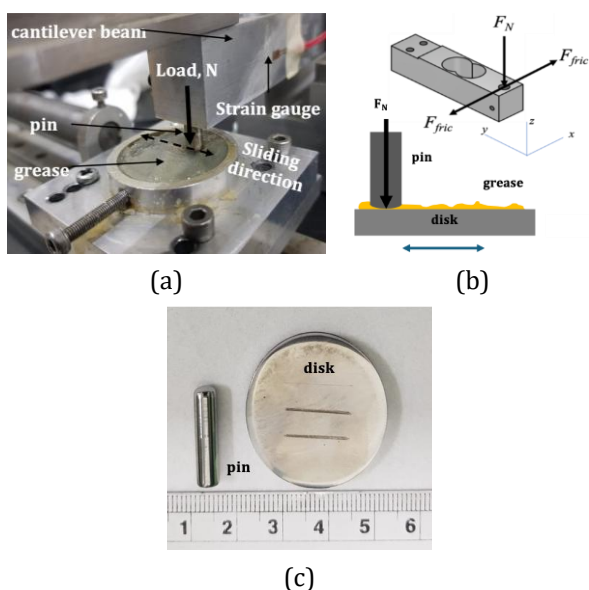 cantilever beam
Load, N
Strain gauge
pin
grease
Sliding
direction
(a)
F_N
F_fric
F_fric
z
y
x
F_N
pin
grease
disk
(b)
disk
pin
1 2 3 4 5 6
(c)